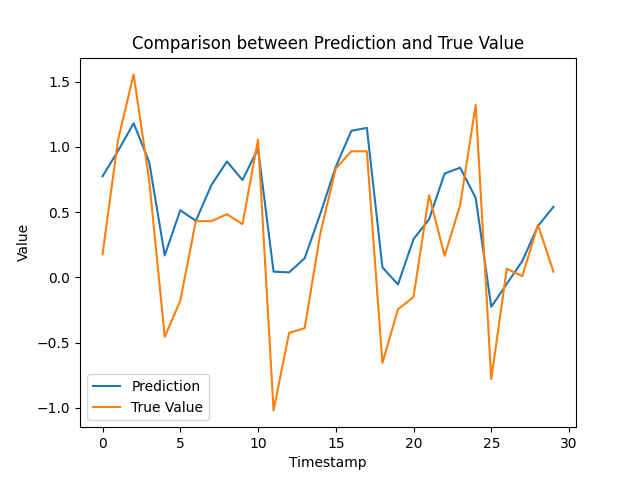 Comparison between Prediction and True Value
1.5
1.0
0.5
0.0
−0.5
−1.0
Value
Prediction
True Value
0 5 10 15 20 25 30
Timestamp